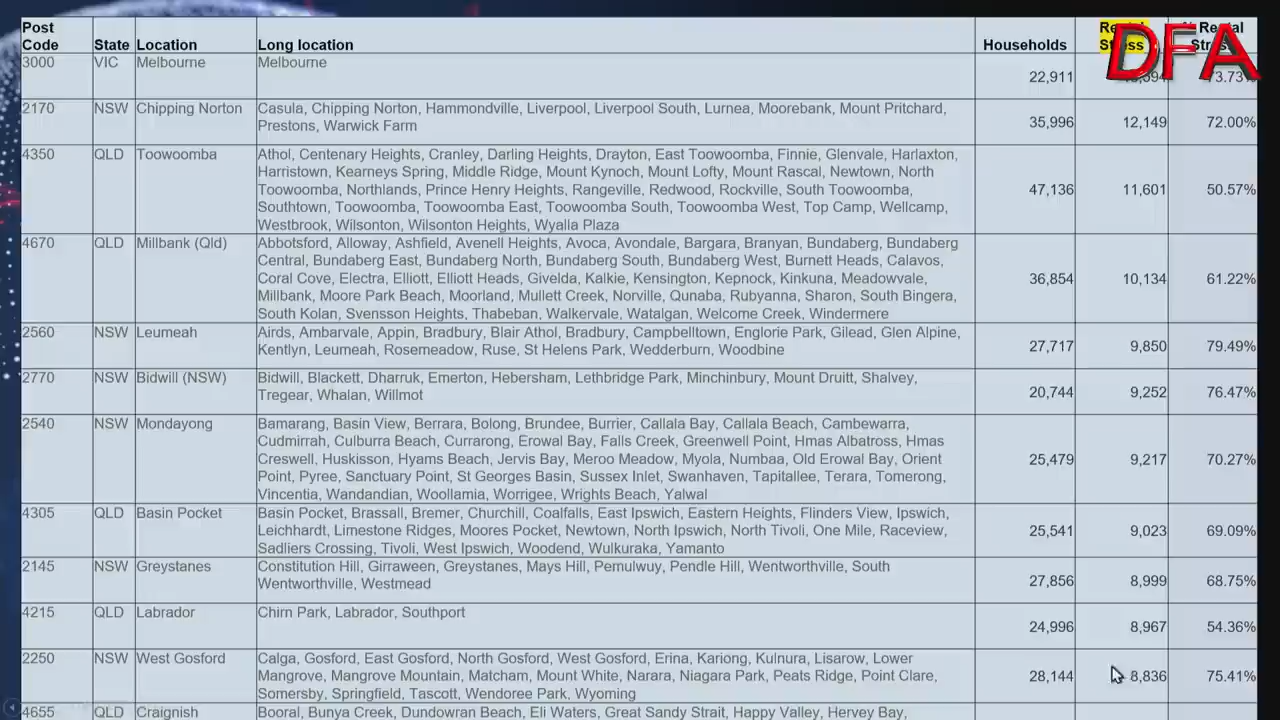 Post Code State Location Long location Households Rental Stress % Rental Stress
DFA
3000 VIC Melbourne Melbourne 22,911 73.73%
2170 NSW Chipping Norton Casula, Chipping Norton, Hammondville, Liverpool, Liverpool South, Lurnea, Moorebank, Mount Pritchard,
Prestons, Warwick Farm 35,996 12,149 72.00%
4350 QLD Toowoomba Athol, Centenary Heights, Cranley, Darling Heights, Drayton, East Toowoomba, Finnie, Glenvale, Harlaxton,
Harristown, Kearneys Spring, Middle Ridge, Mount Kynoch, Mount Lofty, Mount Rascal, Newtown, North
Toowoomba, Northlands, Prince Henry Heights, Rangeville, Redwood, Rockville, South Toowoomba, 47,136 11,601 50.57%
Southtown, Toowoomba, Toowoomba East, Toowoomba South, Toowoomba West, Top Camp, Wellcamp,
Westbrook, Wilsonton, Wilsonton Heights, Wyalla Plaza
4670 QLD Millbank (Qld) Abbotsford, Alloway, Ashfield, Avenell Heights, Avoca, Avondale, Bargara, Branyan, Bundaberg, Bundaberg
Central, Bundaberg East, Bundaberg North, Bundaberg South, Bundaberg West, Burnett Heads, Calavos,
Coral Cove, Electra, Elliott, Elliott Heads, Givelda, Kalkie, Kensington, Kepnock, Kinkuna, Meadowvale, 36,854 10,134 61.22%
Millbank, Moore Park Beach, Moorland, Mullett Creek, Norville, Qunaba, Rubyanna, Sharon, South Bingera,
South Kolan, Svensson Heights, Thabeban, Walkervale, Watalgan, Welcome Creek, Windermere
2560 NSW Leumeah Airds, Ambarvale, Appin, Bradbury, Blair Athol, Bradbury, Campbelltown, Englorie Park, Gilead, Glen Alpine,
Kentlyn, Leumeah, Rosemeadow, Ruse, St Helens Park, Wedderburn, Woodbine 27,717 9,850 79.49%
2770 NSW Bidwill (NSW) Bidwill, Blackett, Dharruk, Emerton, Hebersham, Lethbridge Park, Minchinbury, Mount Druitt, Shalvey,
Tregear, Whalan, Willmot 20,744 9,252 76.47%
2540 NSW Mondayong Bamarang, Basin View, Berrara, Bolong, Brundee, Burrier, Callala Bay, Callala Beach, Cambewarra,
Cudmirrah, Culburra Beach, Currarong, Erowal Bay, Falls Creek, Greenwell Point, Hmas Albatross, Hmas
Creswell, Huskisson, Hyams Beach, Jervis Bay, Meroo Meadow, Myola, Numbaa, Old Erowal Bay, Orient 25,479 9,217 70.27%
Point, Pyree, Sanctuary Point, St Georges Basin, Sussex Inlet, Swanhaven, Tapitallee, Terara, Tomerong,
Vincentia, Wandandian, Woollamia, Worrigee, Wrights Beach, Yalwal
4305 QLD Basin Pocket Basin Pocket, Brassall, Bremer, Churchill, Coalfalls, East Ipswich, Eastern Heights, Flinders View, Ipswich,
Leichhardt, Limestone Ridges, Moores Pocket, Newtown, North Ipswich, North Tivoli, One Mile, Raceview, 25,541 9,023 69.09%
Sadliers Crossing, Tivoli, West Ipswich, Woodend, Wulkuraka, Yamanto
2145 NSW Greystanes Constitution Hill, Girraween, Greystanes, Mays Hill, Pemulwuy, Pendle Hill, Wentworthville, South
Wentworthville, Westmead 27,856 8,999 68.75%
4215 QLD Labrador Chirn Park, Labrador, Southport 24,996 8,967 54.36%
2250 NSW West Gosford Calga, Gosford, East Gosford, North Gosford, West Gosford, Erina, Kariong, Kulnura, Lisarow, Lower
Mangrove, Mangrove Mountain, Matcham, Mount White, Narara, Niagara Park, Peats Ridge, Point Clare, 28,144 8,836 75.41%
Somersby, Springfield, Tascott, Wendoree Park, Wyoming
4655 QLD Craignish Booral, Bunya Creek, Dundowran Beach, Eli Waters, Great Sandy Strait, Happy Valley, Hervey Bay,